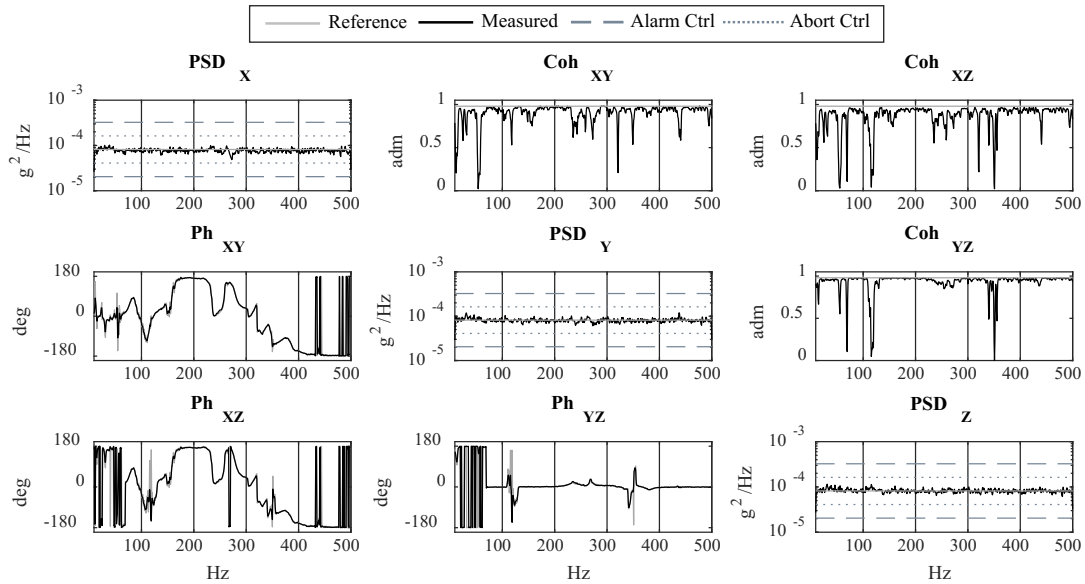 Reference Measured Alarm Ctrl Abort Ctrl
PSD X
10 -3
10 -4
10 -5
g 2 /Hz
100 200 300 400 500
Coh XY
1
0.5
0
adm
100 200 300 400 500
Coh XZ
1
0.5
0
adm
100 200 300 400 500
Ph XY
180
0
-180
deg
100 200 300 400 500
PSD Y
10 -3
10 -4
10 -5
g 2 /Hz
100 200 300 400 500
Coh YZ
1
0.5
0
adm
100 200 300 400 500
Ph XZ
180
0
-180
deg
100 200 300 400 500
Hz
Ph YZ
180
0
-180
deg
100 200 300 400 500
Hz
PSD Z
10 -3
10 -4
10 -5
g 2 /Hz
100 200 300 400 500
Hz